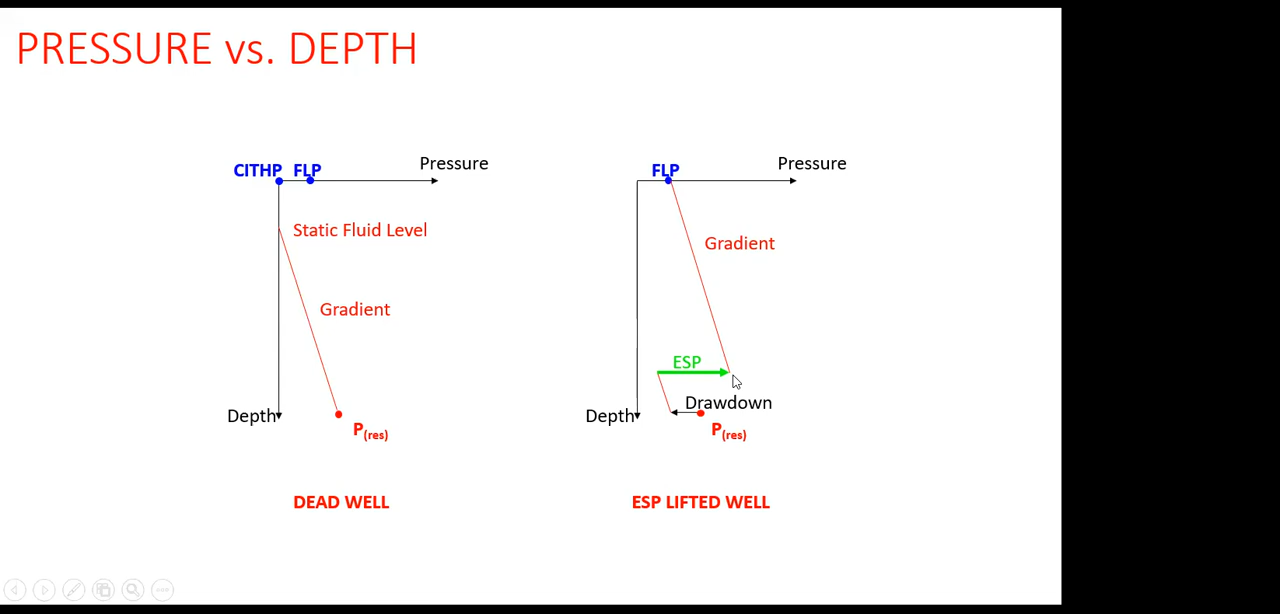 PRESSURE vs. DEPTH
CITHP FLP Pressure
Static Fluid Level
Gradient
Depth
P(res)
DEAD WELL
FLP Pressure
Gradient
ESP
Drawdown
Depth
P(res)
ESP LIFTED WELL